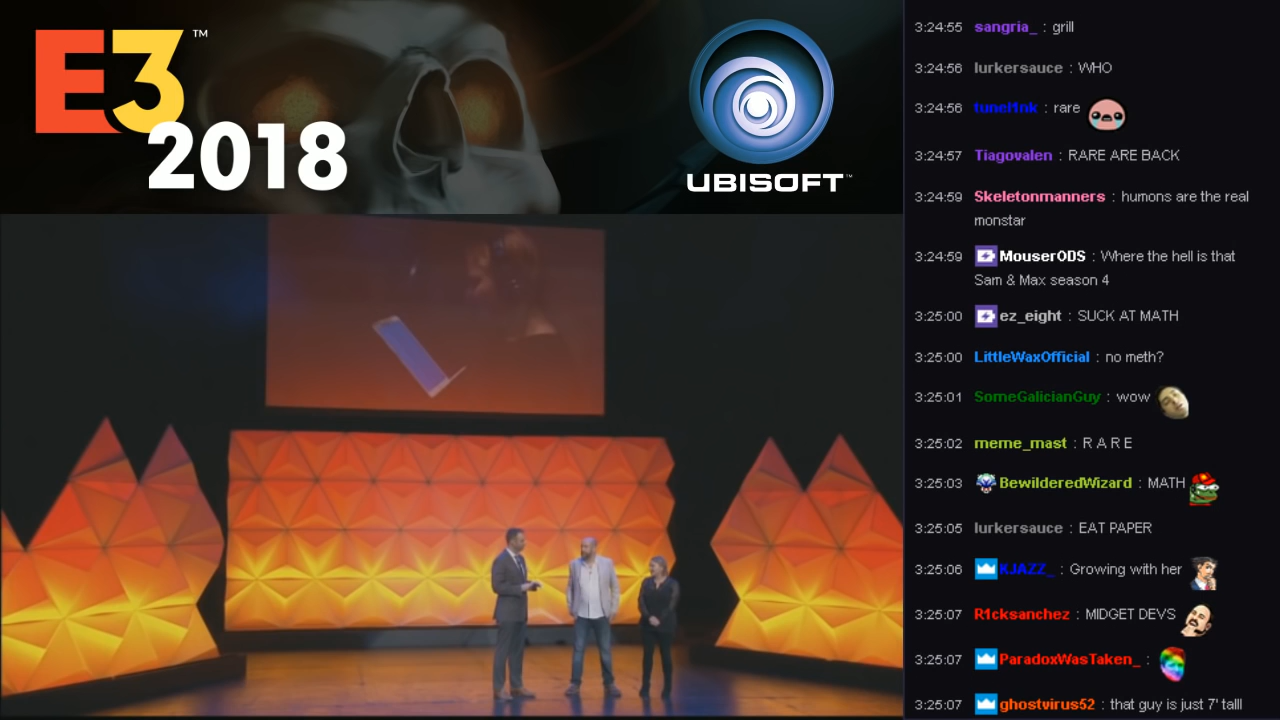 E3™
2018
UBISOFT™
3:24:55 sangria_ : grill
3:24:56 lurkersauce : WHO
3:24:56 tunel1nk : rare
3:24:57 Tiagovalen : RARE ARE BACK
3:24:59 Skeletonmanners : humons are the real
monstar
3:24:59 MouserODS : Where the hell is that
Sam & Max season 4
3:25:00 ez_eight : SUCK AT MATH
3:25:00 LittleWaxOfficial : no meth?
3:25:01 SomeGalicianGuy : wow
3:25:02 meme_mast : R A R E
3:25:03 BewilderedWizard : MATH
3:25:05 lurkersauce : EAT PAPER
3:25:06 KJAZZ_ : Growing with her
3:25:07 R1cksanchez : MIDGET DEVS
3:25:07 ParadoxWasTaken_ :
3:25:07 ghostvirus52 : that guy is just 7' talll